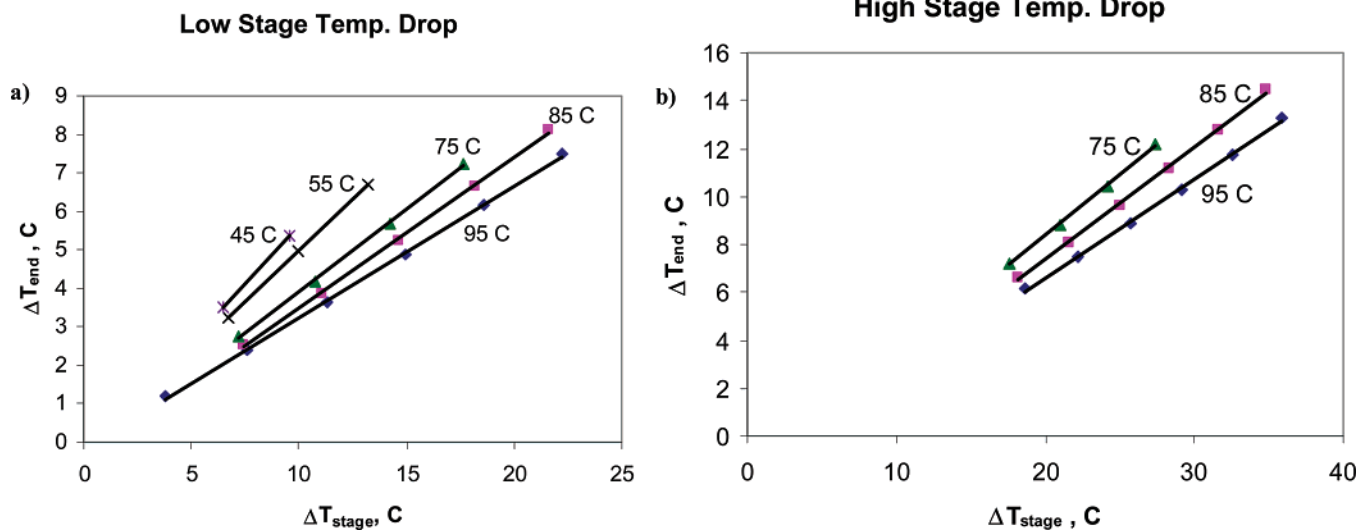 Low Stage Temp. Drop
a)
ΔTend, C
9
8
7
6
5
4
3
2
1
0
85 C
75 C
55 C
45 C
95 C
0 5 10 15 20 25
ΔTstage, C
High Stage Temp. Drop
b)
ΔTend , C
16
14
12
10
8
6
4
2
0
85 C
75 C
95 C
0 10 20 30 40
ΔTstage , C